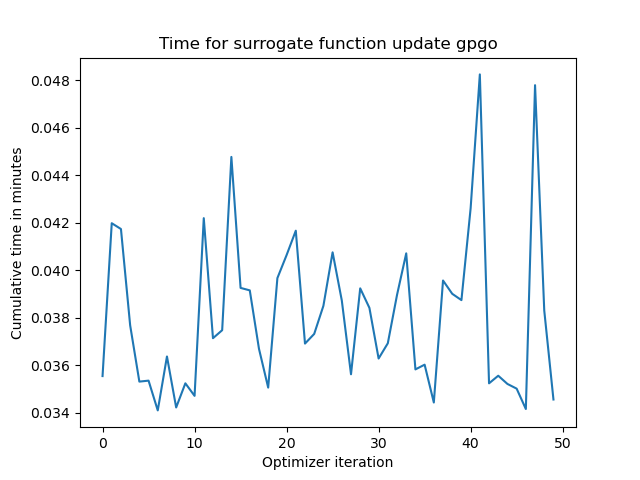 Time for surrogate function update gpgo
Cumulative time in minutes
0.048
0.046
0.044
0.042
0.040
0.038
0.036
0.034
0 10 20 30 40 50
Optimizer iteration